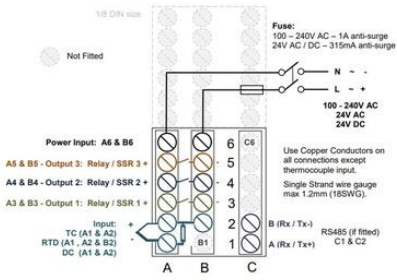 1/8 DIN size
Fuse:
100 – 240V AC – 1A anti-surge
24V AC / DC – 315mA anti-surge
Not Fitted
N ~ -
L ~ +
100 - 240V AC
24V AC
24V DC
Power Input: A6 & B6
6
C6
A5 & B5 - Output 3: Relay / SSR 3 +
5
Use Copper Conductors on
all connections except
thermocouple input.
A4 & B4 - Output 2: Relay / SSR 2 +
4
Single Strand wire gauge
max 1.2mm (18SWG).
A3 & B3 - Output 1: Relay / SSR 1 +
3
Input:
TC (A1 & A2)
RTD (A1 , A2 & B2)
DC (A1 & A2)
+
-
2
B (Rx / Tx-)
RS485 (if fitted)
C1 & C2
B1
1
A (Rx / Tx+)
A B C